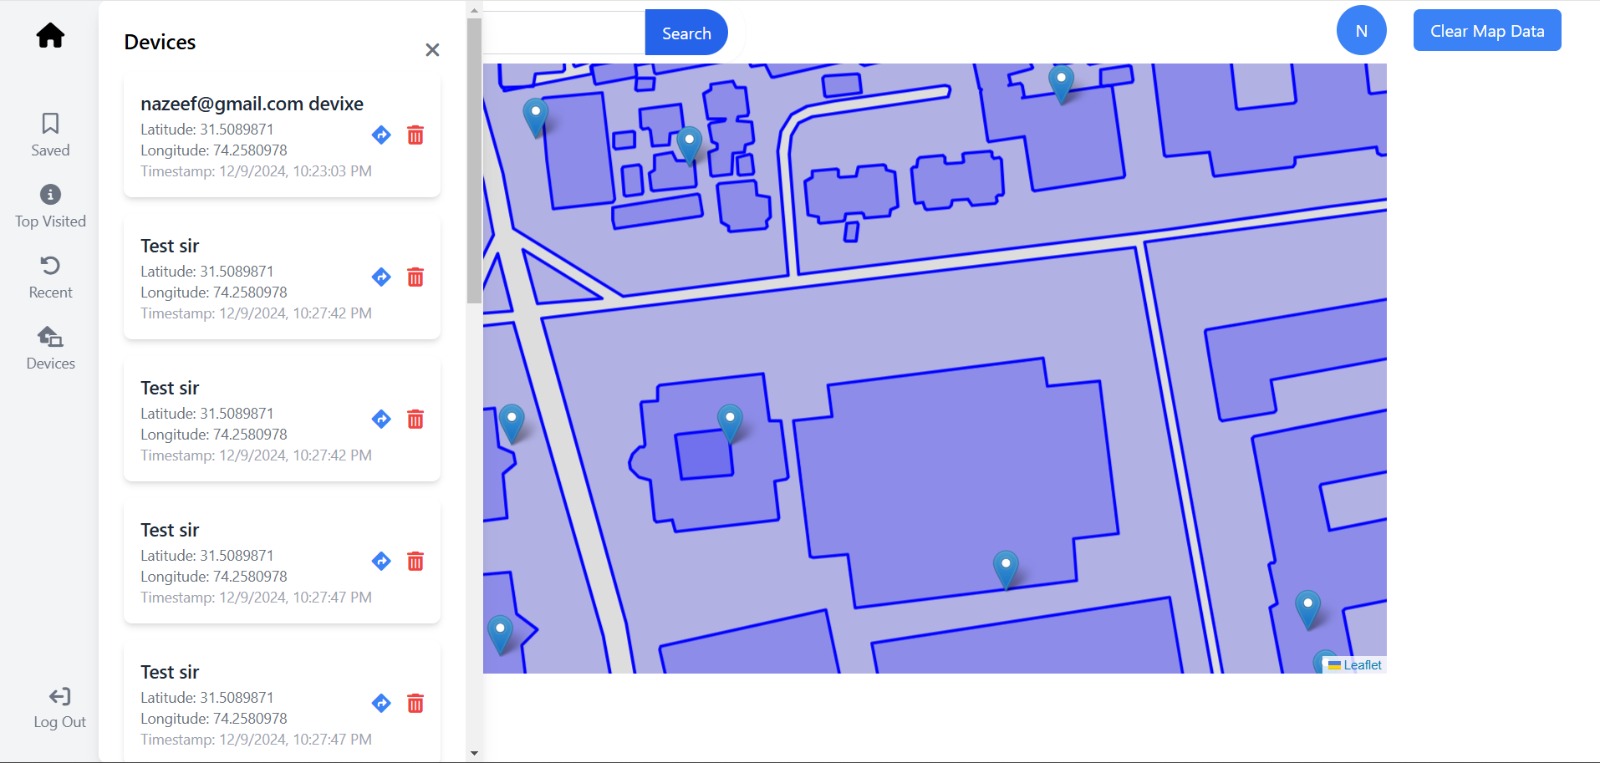 Saved
Top Visited
Recent
Devices
Log Out
Devices
nazeef@gmail.com devixe
Latitude: 31.5089871
Longitude: 74.2580978
Timestamp: 12/9/2024, 10:23:03 PM
Test sir
Latitude: 31.5089871
Longitude: 74.2580978
Timestamp: 12/9/2024, 10:27:42 PM
Test sir
Latitude: 31.5089871
Longitude: 74.2580978
Timestamp: 12/9/2024, 10:27:42 PM
Test sir
Latitude: 31.5089871
Longitude: 74.2580978
Timestamp: 12/9/2024, 10:27:47 PM
Test sir
Latitude: 31.5089871
Longitude: 74.2580978
Timestamp: 12/9/2024, 10:27:47 PM
Search
N
Clear Map Data
Leaflet